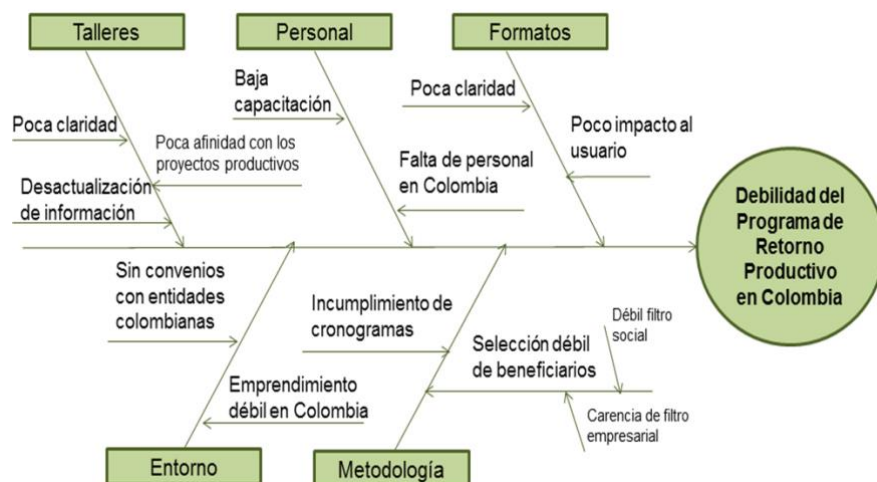 Talleres
Personal
Formatos
Baja
capacitación
Poca claridad
Poca claridad
Poca afinidad con los
proyectos productivos
Poco impacto al
usuario
Falta de personal
en Colombia
Desactualización
de información
Debilidad del
Programa de
Retorno
Productivo
en Colombia
Sin convenios
con entidades
colombianas
Incumplimiento de
cronogramas
Débil filtro
social
Selección débil
de beneficiarios
Emprendimiento
débil en Colombia
Carencia de filtro
empresarial
Entorno
Metodología